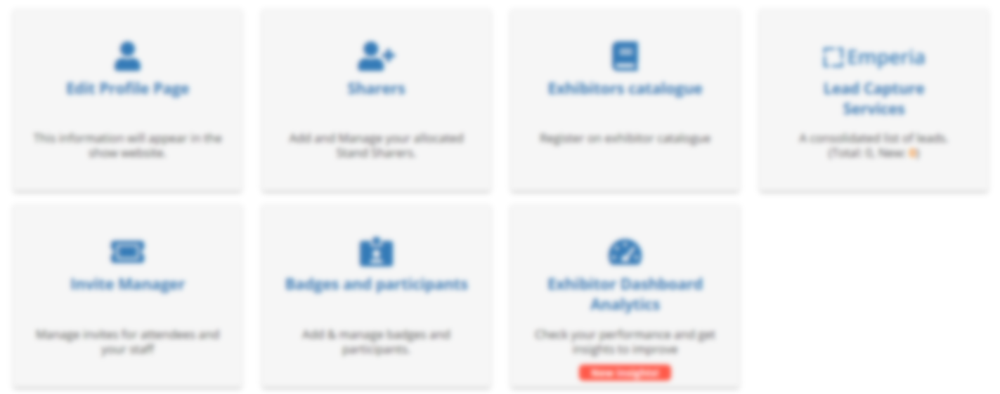 Edit Profile Page
This information will appear in the
show website.
Sharers
Add and Manage your allocated
Stand Sharers.
Exhibitors catalogue
Register on exhibitor catalogue
Emperia
Lead Capture
Services
A consolidated list of leads.
(Total: 0, New: 0)
Invite Manager
Manage invites for attendees and
your staff
Badges and participants
Add & manage badges and
participants.
Exhibitor Dashboard
Analytics
Check your performance and get
insights to improve
New insights!